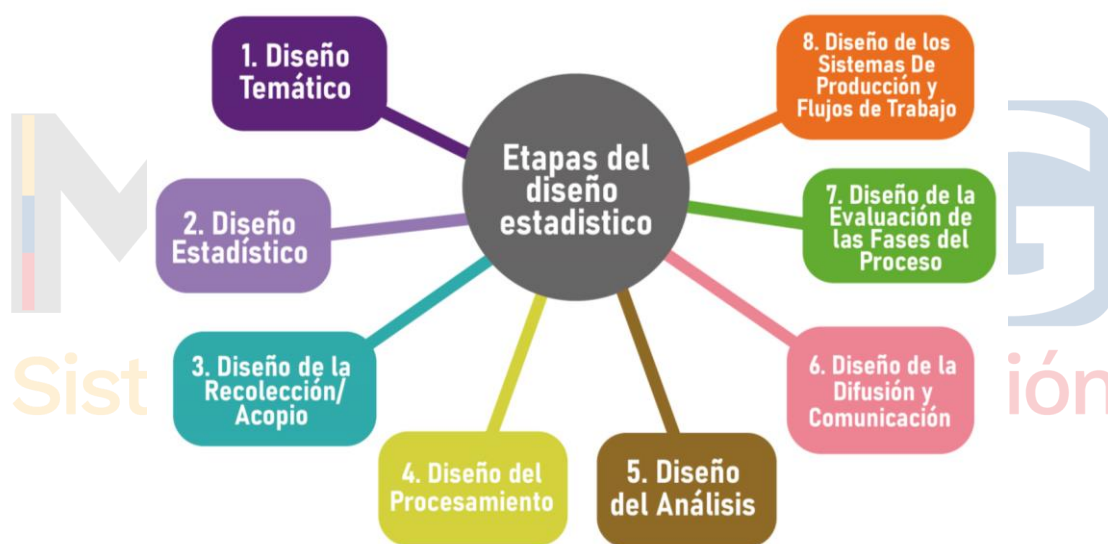 Etapas del
diseño
estadistico
1. Diseño
Temático
2. Diseño
Estadístico
3. Diseño de la
Recolección/
Acopio
4. Diseño del
Procesamiento
5. Diseño
del Análisis
6. Diseño de la
Difusión y
Comunicación
7. Diseño de la
Evaluación de
las Fases del
Proceso
8. Diseño de los
Sistemas De
Producción y
Flujos de Trabajo